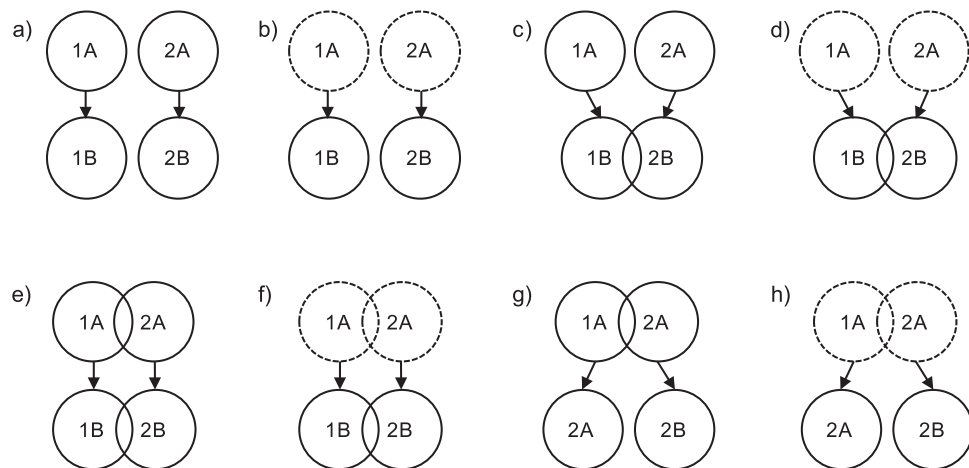 a) 1A 2A b) 1A 2A c) 1A 2A d) 1A 2A
1B 2B 1B 2B 1B 2B 1B 2B
e) 1A 2A f) 1A 2A g) 1A 2A h) 1A 2A
1B 2B 1B 2B 2A 2B 2A 2B